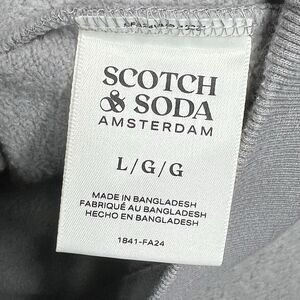 SCOTCH
& SODA
AMSTERDAM
L/G/G
MADE IN BANGLADESH
FABRIQUÉ AU BANGLADESH
HECHO EN BANGLADESH
1841-FA24